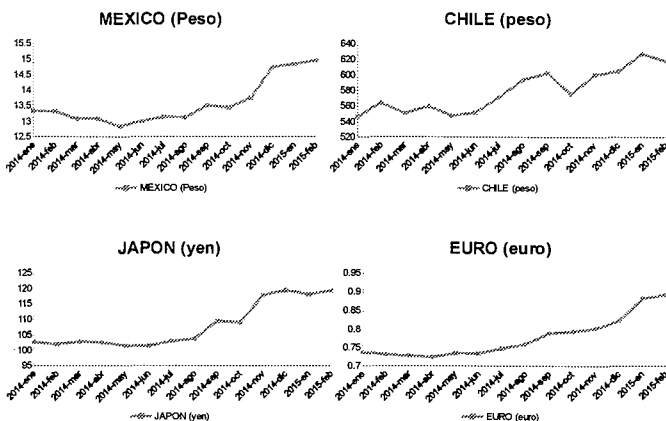 MEXICO (Peso)
15.5
15
14.5
14
13.5
13
12.5
2014-ene
2014-feb
2014-mar
2014-abr
2014-may
2014-jun
2014-jul
2014-ago
2014-sep
2014-oct
2014-nov
2014-dic
2015-en
2015-feb
MEXICO (Peso)
CHILE (peso)
640
620
600
580
560
540
520
2014-ene
2014-feb
2014-mar
2014-abr
2014-may
2014-jun
2014-jul
2014-ago
2014-sep
2014-oct
2014-nov
2014-dic
2015-en
2015-feb
CHILE (peso)
JAPON (yen)
125
120
115
110
105
100
95
2014-ene
2014-feb
2014-mar
2014-abr
2014-may
2014-jun
2014-jul
2014-ago
2014-sep
2014-oct
2014-nov
2014-dic
2015-en
2015-feb
JAPON (yen)
EURO (euro)
0.95
0.9
0.85
0.8
0.75
0.7
2014-ene
2014-feb
2014-mar
2014-abr
2014-may
2014-jun
2014-jul
2014-ago
2014-sep
2014-oct
2014-nov
2014-dic
2015-en
2015-feb
EURO (euro)